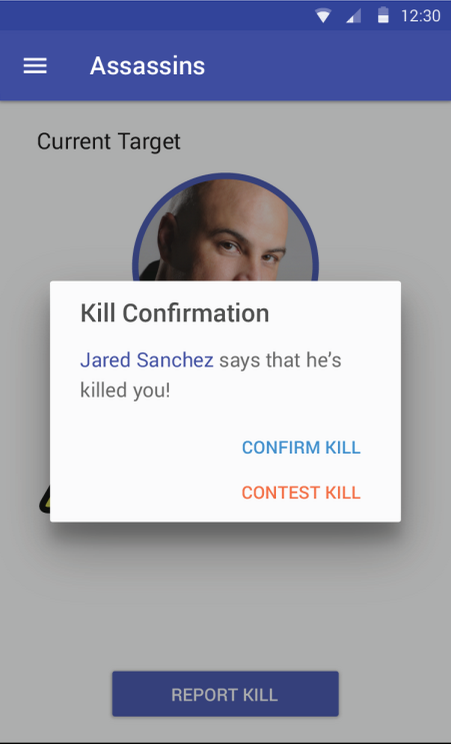 12:30
Assassins
Current Target
Kill Confirmation
Jared Sanchez says that he’s
killed you!
CONFIRM KILL
CONTEST KILL
REPORT KILL